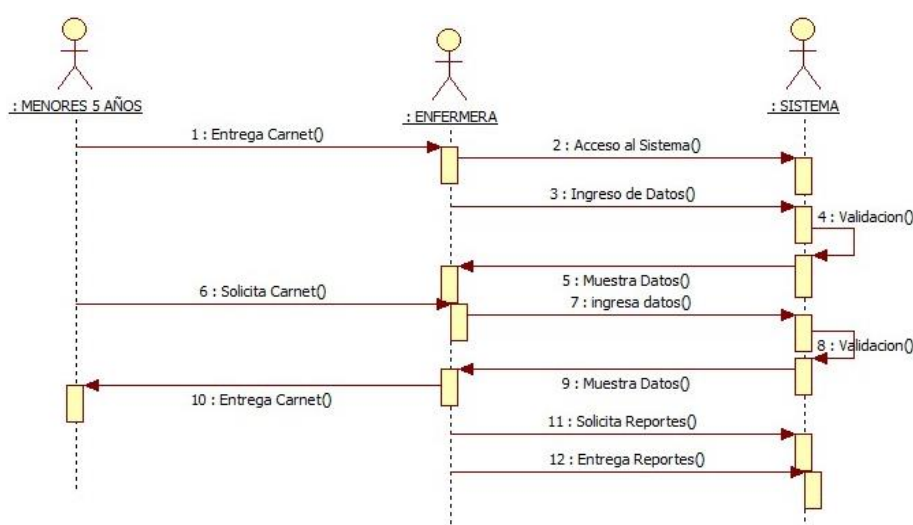 : MENORES 5 AÑOS
: ENFERMERA
: SISTEMA
1 : Entrega Carnet()
2 : Acceso al Sistema()
3 : Ingreso de Datos()
4 : Validacion()
5 : Muestra Datos()
6 : Solicita Carnet()
7 : ingresa datos()
8 : Validacion()
9 : Muestra Datos()
10 : Entrega Carnet()
11 : Solicita Reportes()
12 : Entrega Reportes()